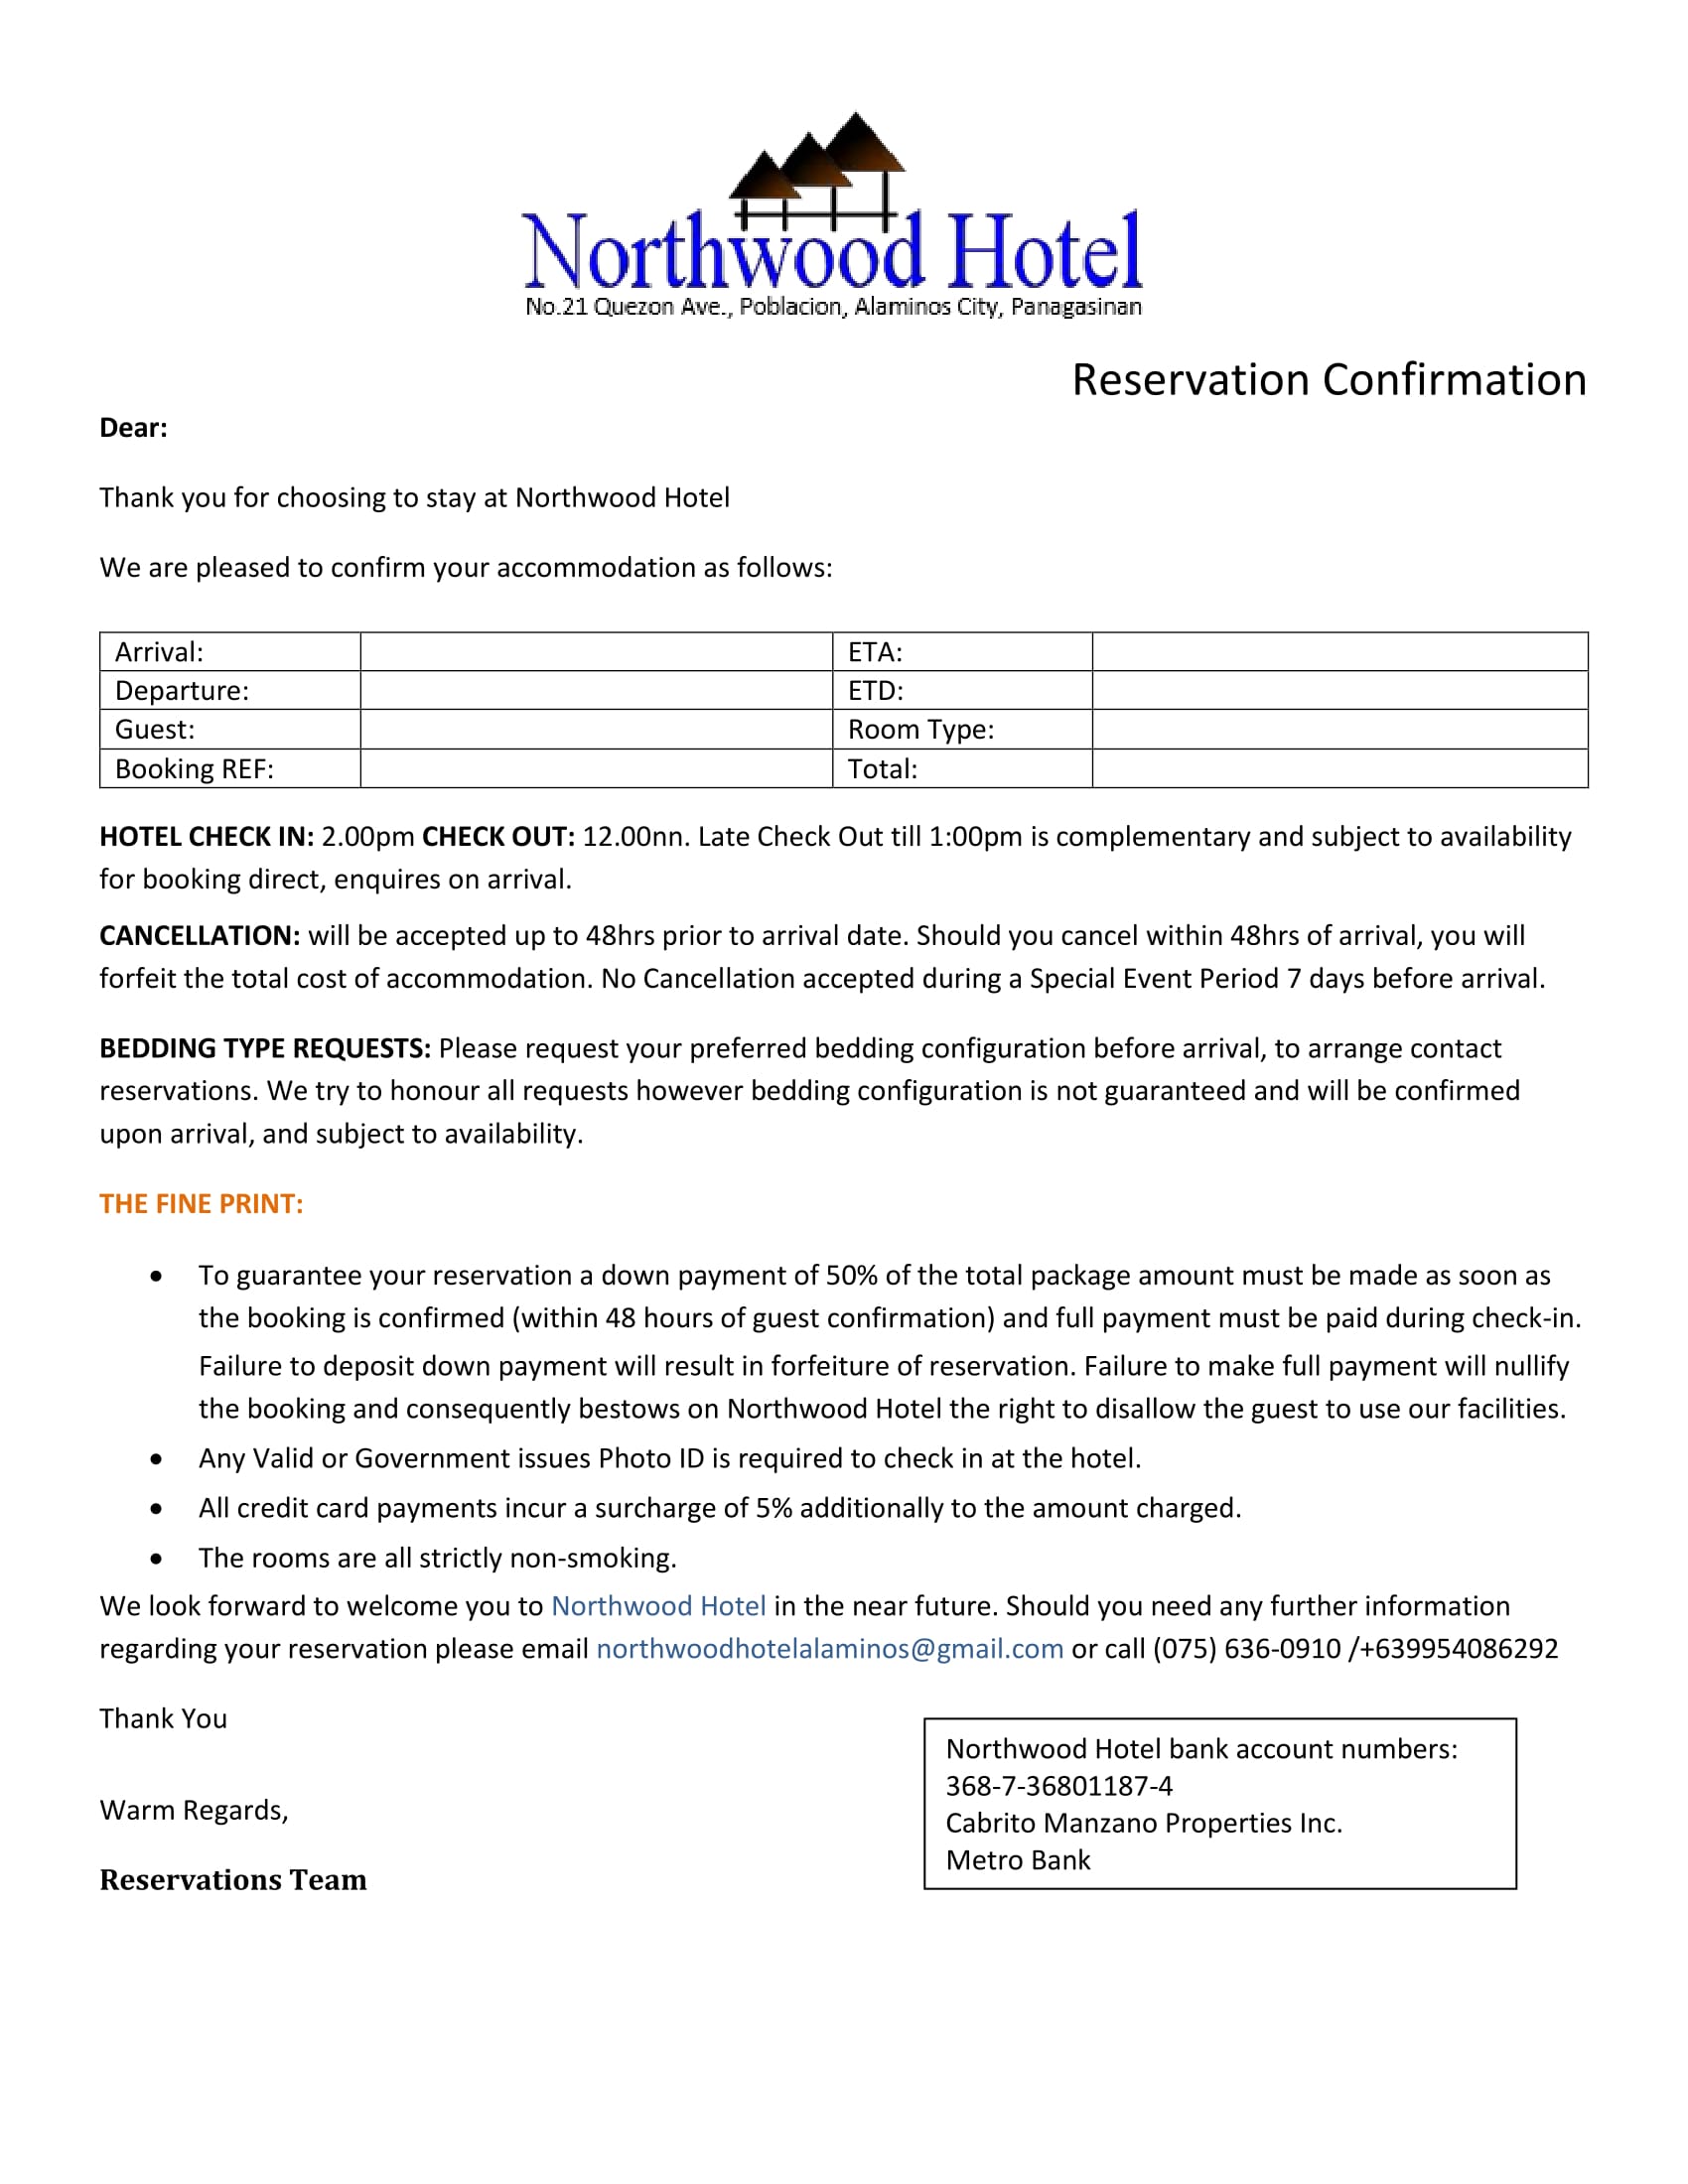 Northwood Hotel
No.21 Quezon Ave., Poblacion, Alaminos City, Panagasinan
Reservation Confirmation
Dear:
Thank you for choosing to stay at Northwood Hotel
We are pleased to confirm your accommodation as follows:
Arrival: ETA:
Departure: ETD:
Guest: Room Type:
Booking REF: Total:
HOTEL CHECK IN: 2.00pm CHECK OUT: 12.00nn. Late Check Out till 1:00pm is complementary and subject to availability
for booking direct, enquires on arrival.
CANCELLATION: will be accepted up to 48hrs prior to arrival date. Should you cancel within 48hrs of arrival, you will
forfeit the total cost of accommodation. No Cancellation accepted during a Special Event Period 7 days before arrival.
BEDDING TYPE REQUESTS: Please request your preferred bedding configuration before arrival, to arrange contact
reservations. We try to honour all requests however bedding configuration is not guaranteed and will be confirmed
upon arrival, and subject to availability.
THE FINE PRINT:
• To guarantee your reservation a down payment of 50% of the total package amount must be made as soon as
the booking is confirmed (within 48 hours of guest confirmation) and full payment must be paid during check-in.
Failure to deposit down payment will result in forfeiture of reservation. Failure to make full payment will nullify
the booking and consequently bestows on Northwood Hotel the right to disallow the guest to use our facilities.
• Any Valid or Government issues Photo ID is required to check in at the hotel.
• All credit card payments incur a surcharge of 5% additionally to the amount charged.
• The rooms are all strictly non-smoking.
We look forward to welcome you to Northwood Hotel in the near future. Should you need any further information
regarding your reservation please email northwoodhotelalaminos@gmail.com or call (075) 636-0910 /+639954086292
Thank You
Warm Regards,
Reservations Team
Northwood Hotel bank account numbers:
368-7-36801187-4
Cabrito Manzano Properties Inc.
Metro Bank